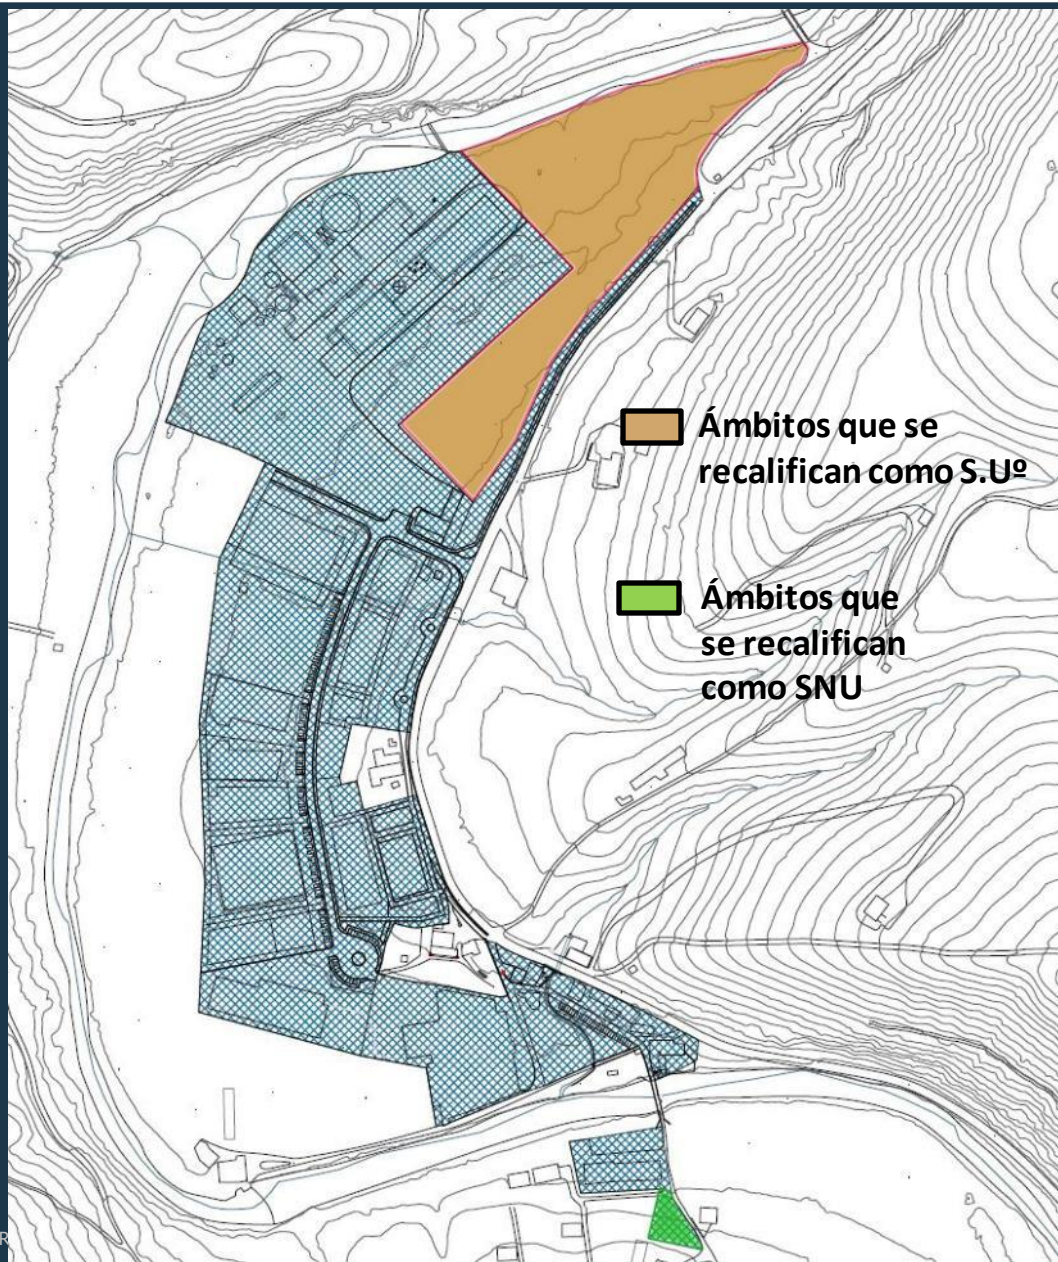 Ámbitos que se
recalifican como S.Uº
Ámbitos que
se recalifican
como SNU
R